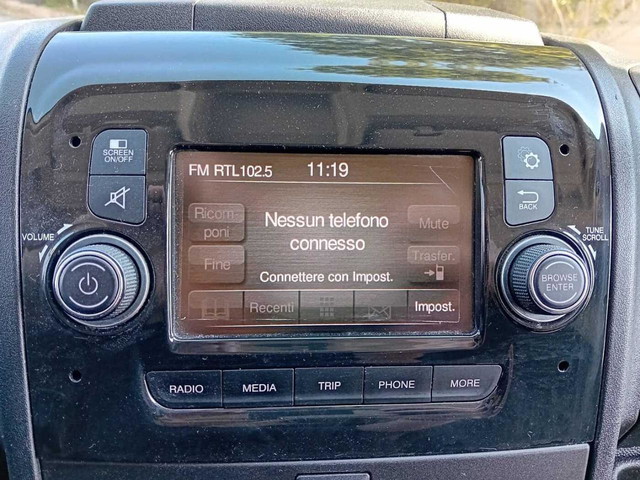 SCREEN
ON/OFF
FM RTL102.5 11:19
BACK
VOLUME
TUNE
SCROLL
Ricom-
poni
Nessun telefono
connesso
Mute
Fine
Connettere con Impost.
Trasfer.
BROWSE
ENTER
Recenti
Impost.
RADIO MEDIA TRIP PHONE MORE